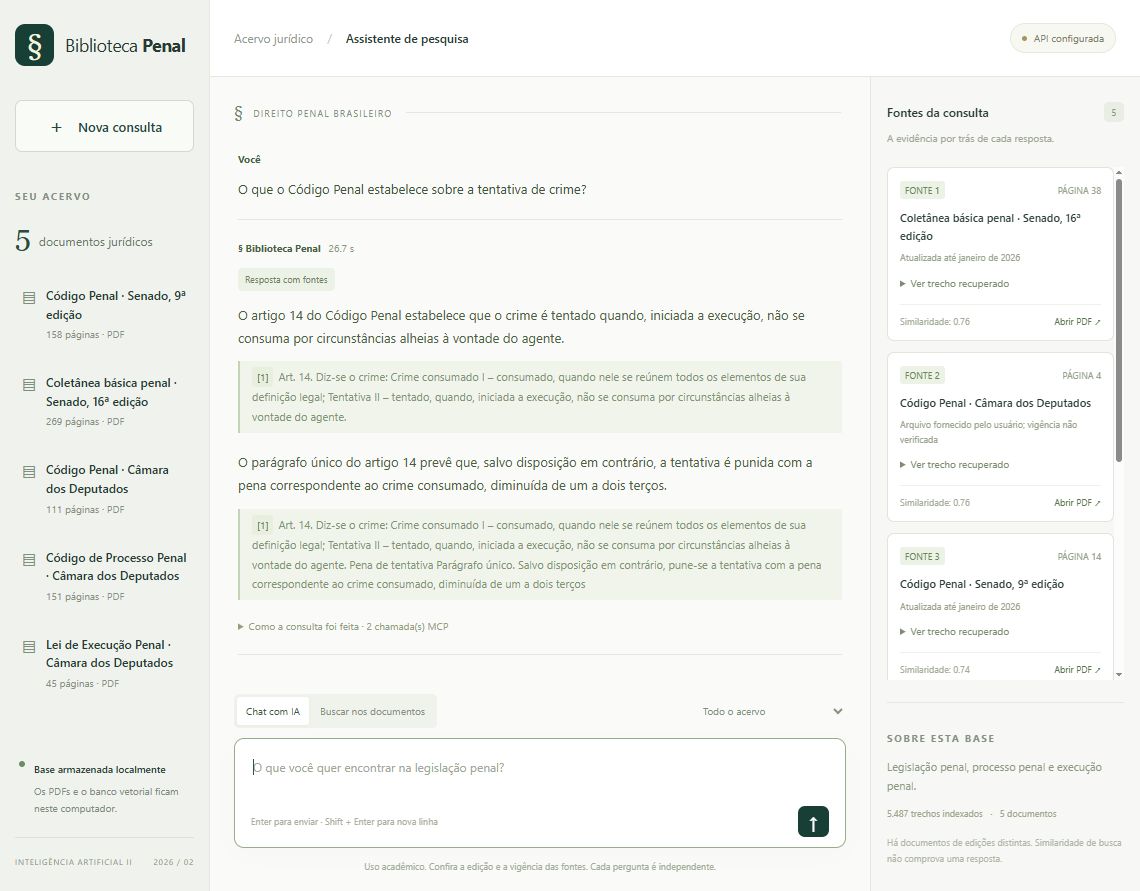 § Biblioteca Penal
+ Nova consulta
SEU ACERVO
5 documentos jurídicos
Código Penal · Senado, 9ª
edição
158 páginas · PDF
Coletânea básica penal ·
Senado, 16ª edição
269 páginas · PDF
Código Penal · Câmara
dos Deputados
111 páginas · PDF
Código de Processo Penal
· Câmara dos Deputados
151 páginas · PDF
Lei de Execução Penal ·
Câmara dos Deputados
45 páginas · PDF
Base armazenada localmente
Os PDFs e o banco vetorial ficam
neste computador.
INTELIGÊNCIA ARTIFICIAL II 2026 / 02
Acervo jurídico / Assistente de pesquisa
API configurada
§ DIREITO PENAL BRASILEIRO
Você
O que o Código Penal estabelece sobre a tentativa de crime?
§ Biblioteca Penal 26.7 s
Resposta com fontes
O artigo 14 do Código Penal estabelece que o crime é tentado quando, iniciada a execução, não se
consuma por circunstâncias alheias à vontade do agente.
[1] Art. 14. Diz-se o crime: Crime consumado I – consumado, quando nele se reúnem todos os elementos de sua
definição legal; Tentativa II – tentado, quando, iniciada a execução, não se consuma por circunstâncias alheias à
vontade do agente.
O parágrafo único do artigo 14 prevê que, salvo disposição em contrário, a tentativa é punida com a
pena correspondente ao crime consumado, diminuída de um a dois terços.
[1] Art. 14. Diz-se o crime: Crime consumado I – consumado, quando nele se reúnem todos os elementos de sua
definição legal; Tentativa II – tentado, quando, iniciada a execução, não se consuma por circunstâncias alheias à
vontade do agente. Pena de tentativa Parágrafo único. Salvo disposição em contrário, pune-se a tentativa com a pena
correspondente ao crime consumado, diminuída de um a dois terços
Como a consulta foi feita · 2 chamada(s) MCP
Chat com IA Buscar nos documentos
Todo o acervo
O que você quer encontrar na legislação penal?
Enter para enviar · Shift + Enter para nova linha
Uso acadêmico. Confira a edição e a vigência das fontes. Cada pergunta é independente.
Fontes da consulta 5
A evidência por trás de cada resposta.
FONTE 1 PÁGINA 38
Coletânea básica penal · Senado, 16ª
edição
Atualizada até janeiro de 2026
Ver trecho recuperado
Similaridade: 0.76 Abrir PDF ↗
FONTE 2 PÁGINA 4
Código Penal · Câmara dos Deputados
Arquivo fornecido pelo usuário; vigência não
verificada
Ver trecho recuperado
Similaridade: 0.76 Abrir PDF ↗
FONTE 3 PÁGINA 14
Código Penal · Senado, 9ª edição
Atualizada até janeiro de 2026
Ver trecho recuperado
Similaridade: 0.74 Abrir PDF ↗
SOBRE ESTA BASE
Legislação penal, processo penal e execução
penal.
5.487 trechos indexados · 5 documentos
Há documentos de edições distintas. Similaridade de busca
não comprova uma resposta.